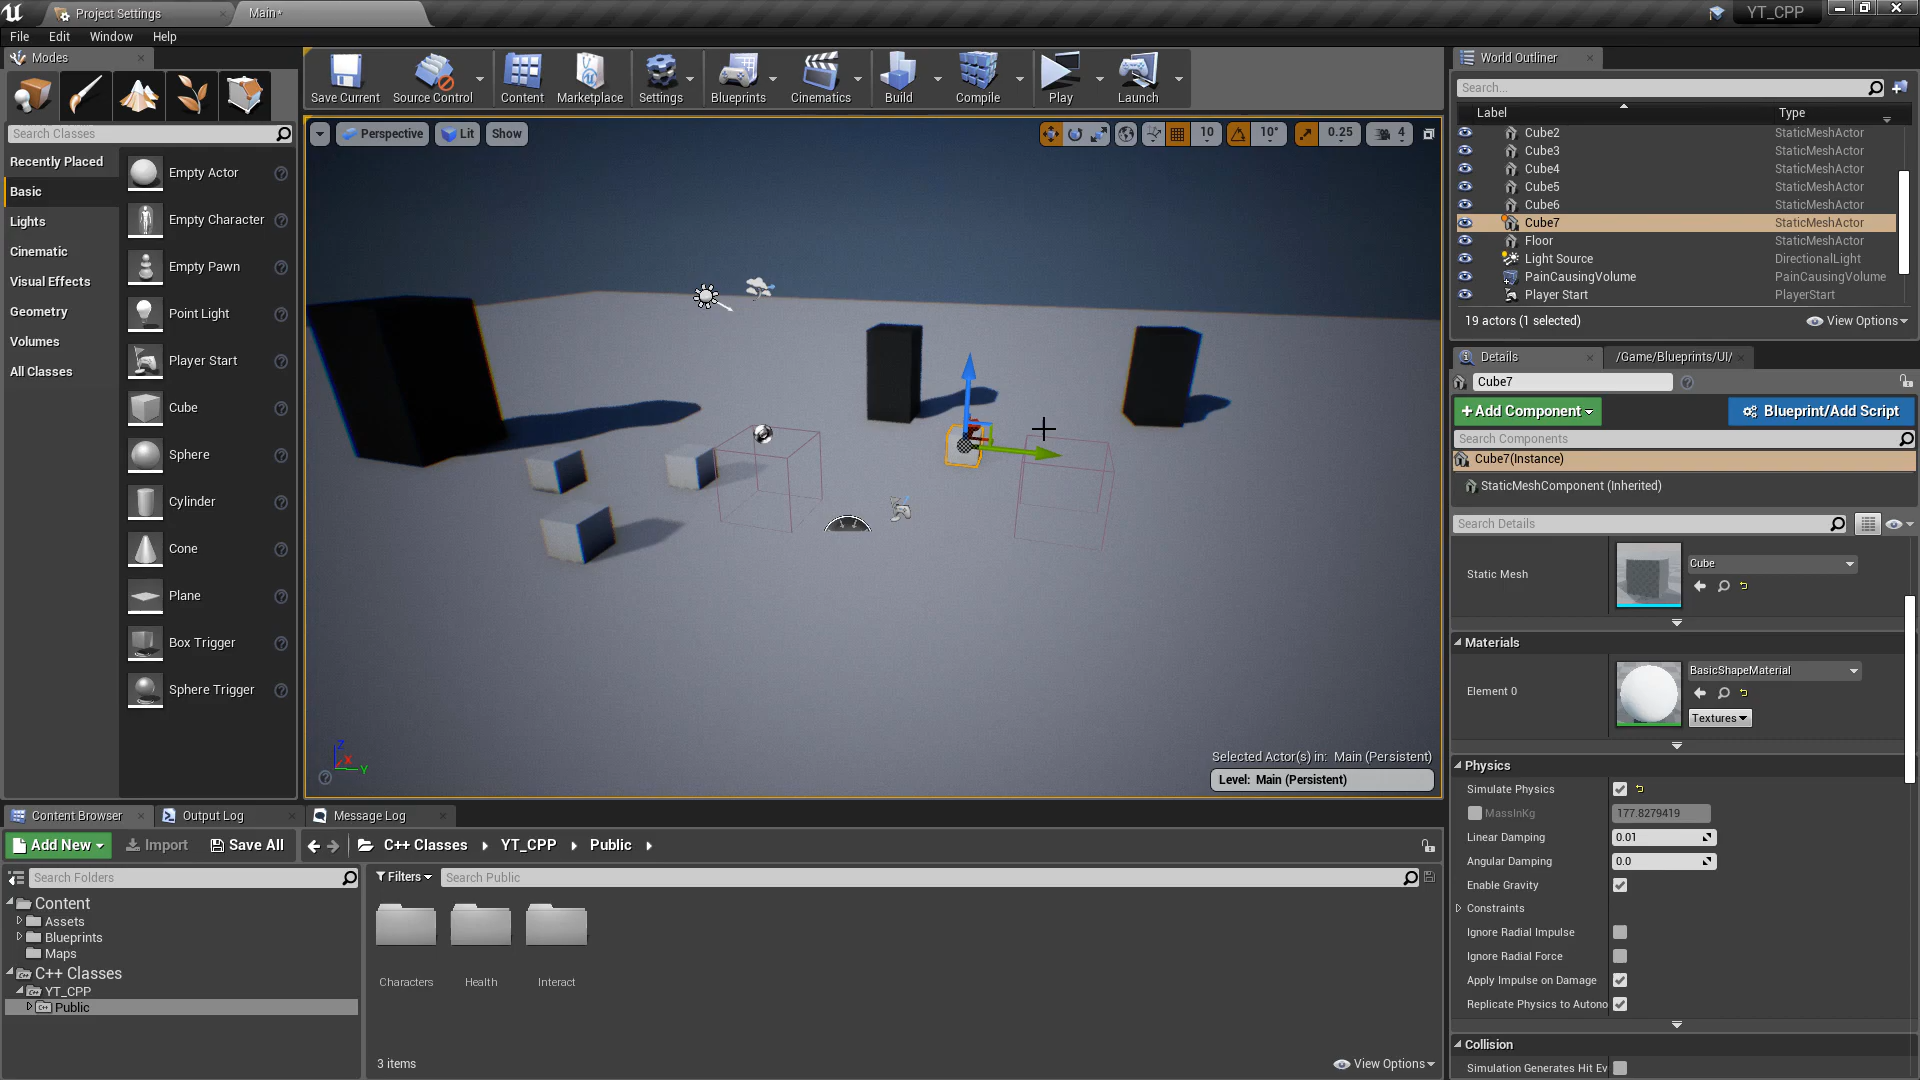 Project Settings
Main*
YT_CPP
File
Edit
Window
Help
Modes
Search Classes
Recently Placed
Basic
Lights
Cinematic
Visual Effects
Geometry
Volumes
All Classes
Empty Actor
Empty Character
Empty Pawn
Point Light
Player Start
Cube
Sphere
Cylinder
Cone
Plane
Box Trigger
Sphere Trigger
Save Current
Source Control
Content
Marketplace
Settings
Blueprints
Cinematics
Build
Compile
Play
Launch
Perspective
Lit
Show
10
10°
0.25
4
Z
X
Y
Selected Actor(s) in: Main (Persistent)
Level: Main (Persistent)
World Outliner
Search...
Label
Type
Cube2 StaticMeshActor
Cube3 StaticMeshActor
Cube4 StaticMeshActor
Cube5 StaticMeshActor
Cube6 StaticMeshActor
Cube7 StaticMeshActor
Floor StaticMeshActor
Light Source DirectionalLight
PainCausingVolume PainCausingVolume
Player Start PlayerStart
19 actors (1 selected)
View Options
Details
/Game/Blueprints/UI/
Cube7
+Add Component
Blueprint/Add Script
Search Components
Cube7(Instance)
StaticMeshComponent (Inherited)
Search Details
Static Mesh
Cube
Materials
Element 0
BasicShapeMaterial
Textures
Physics
Simulate Physics
MassInKg 177.8279419
Linear Damping 0.01
Angular Damping 0.0
Enable Gravity
Constraints
Ignore Radial Impulse
Ignore Radial Force
Apply Impulse on Damage
Replicate Physics to Autono
Collision
Simulation Generates Hit Ev
Content Browser
Output Log
Message Log
Add New
Import
Save All
C++ Classes
YT_CPP
Public
Search Folders
Filters
Search Public
Content
Assets
Blueprints
Maps
C++ Classes
YT_CPP
Public
Characters
Health
Interact
3 items
View Options